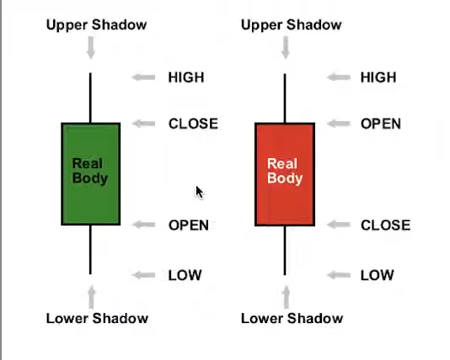 Upper Shadow
HIGH
CLOSE
Real
Body
OPEN
LOW
Lower Shadow
Upper Shadow
HIGH
OPEN
Real
Body
CLOSE
LOW
Lower Shadow